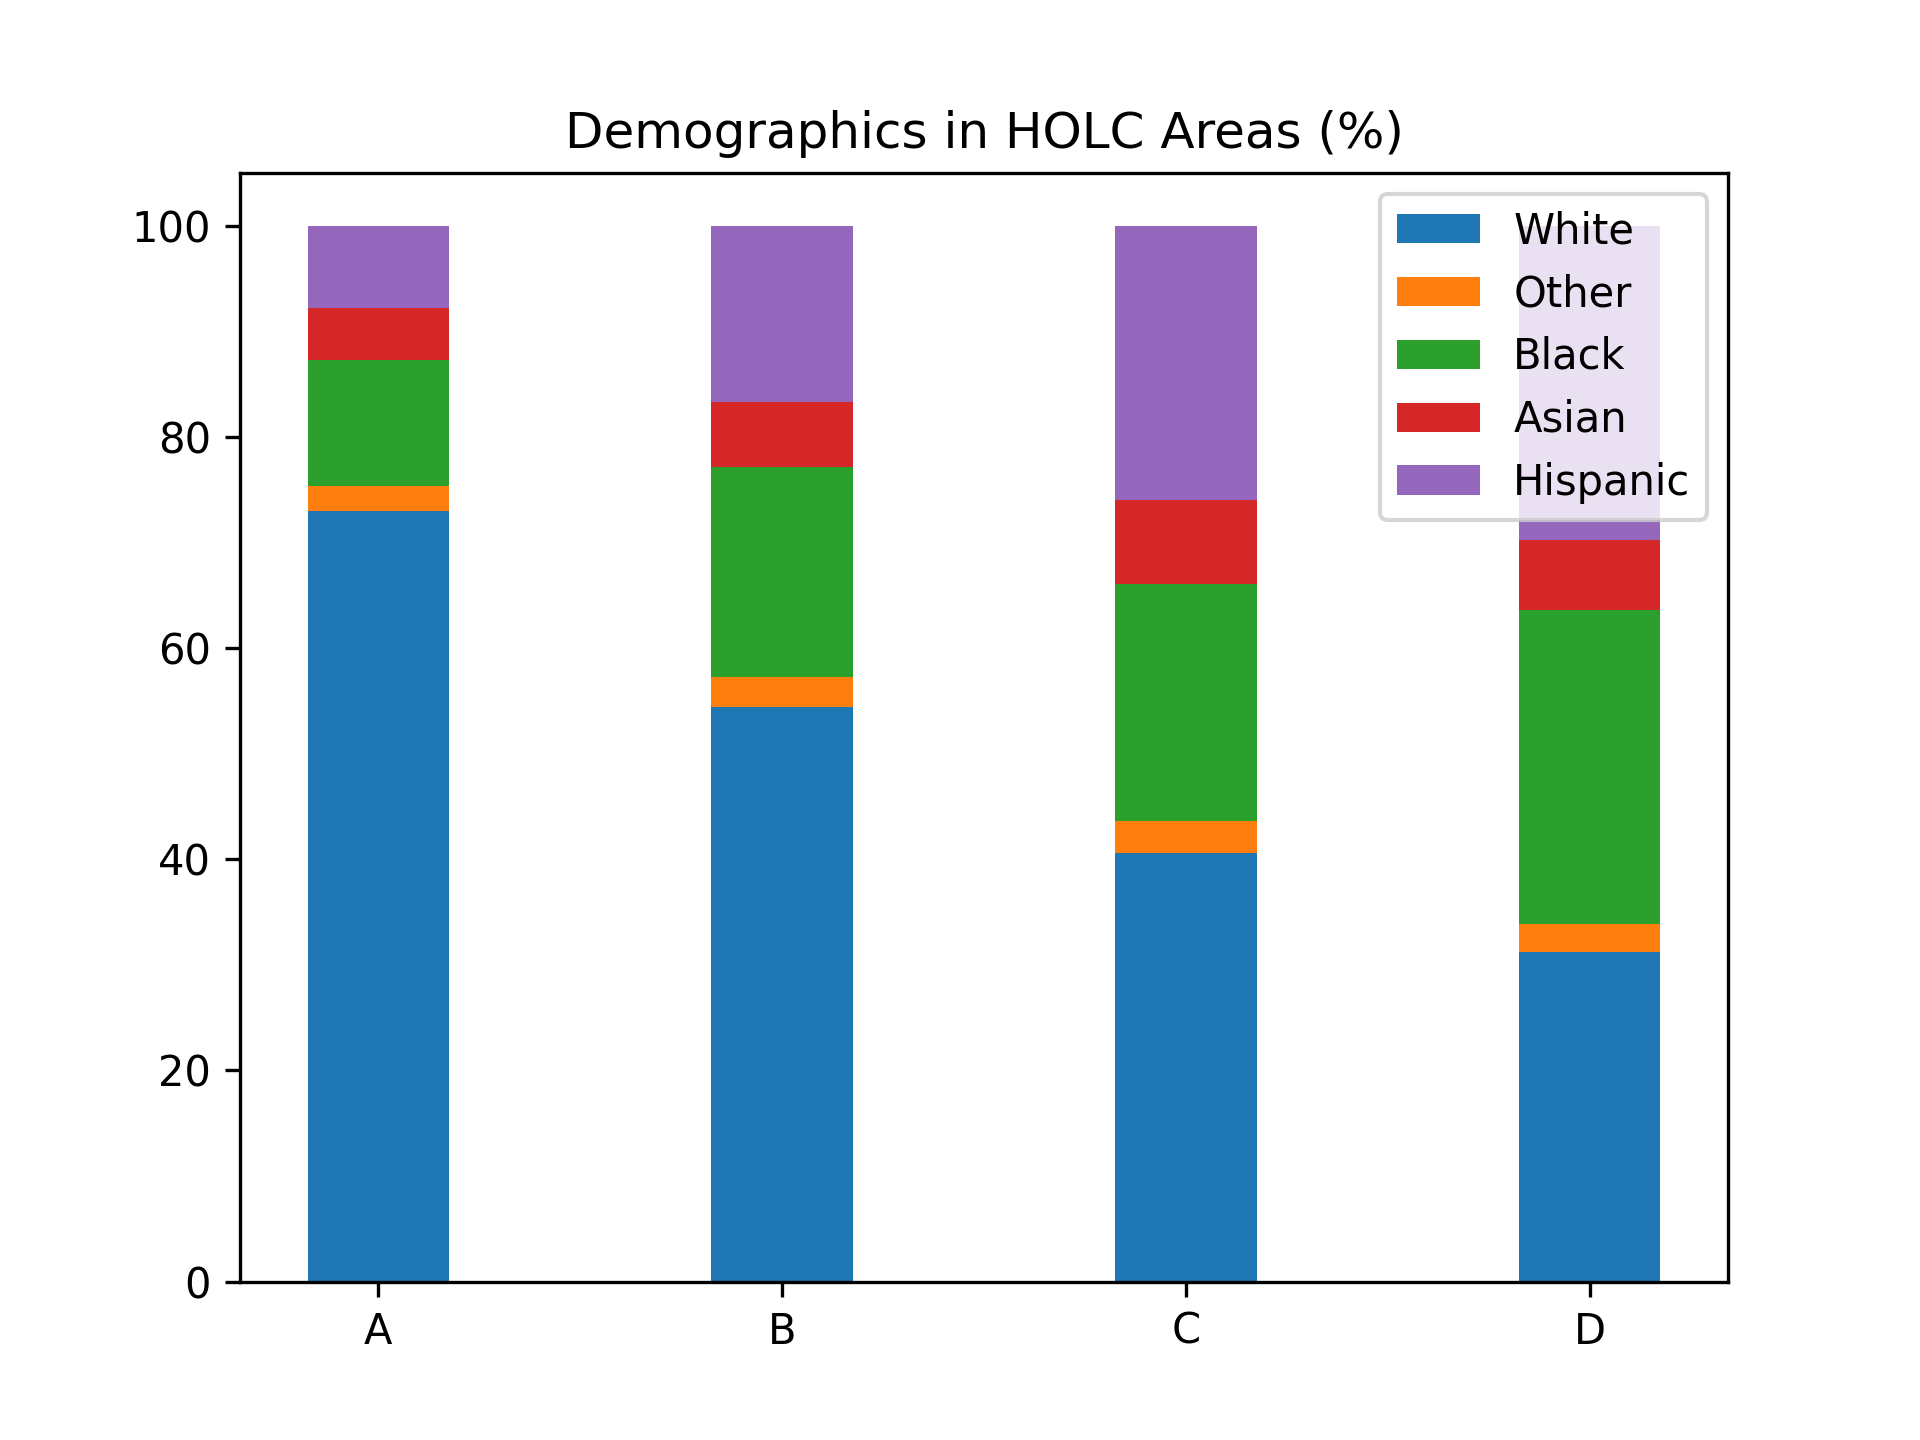 Demographics in HOLC Areas (%)
100
80
60
40
20
0
White
Other
Black
Asian
Hispanic
A
B
C
D